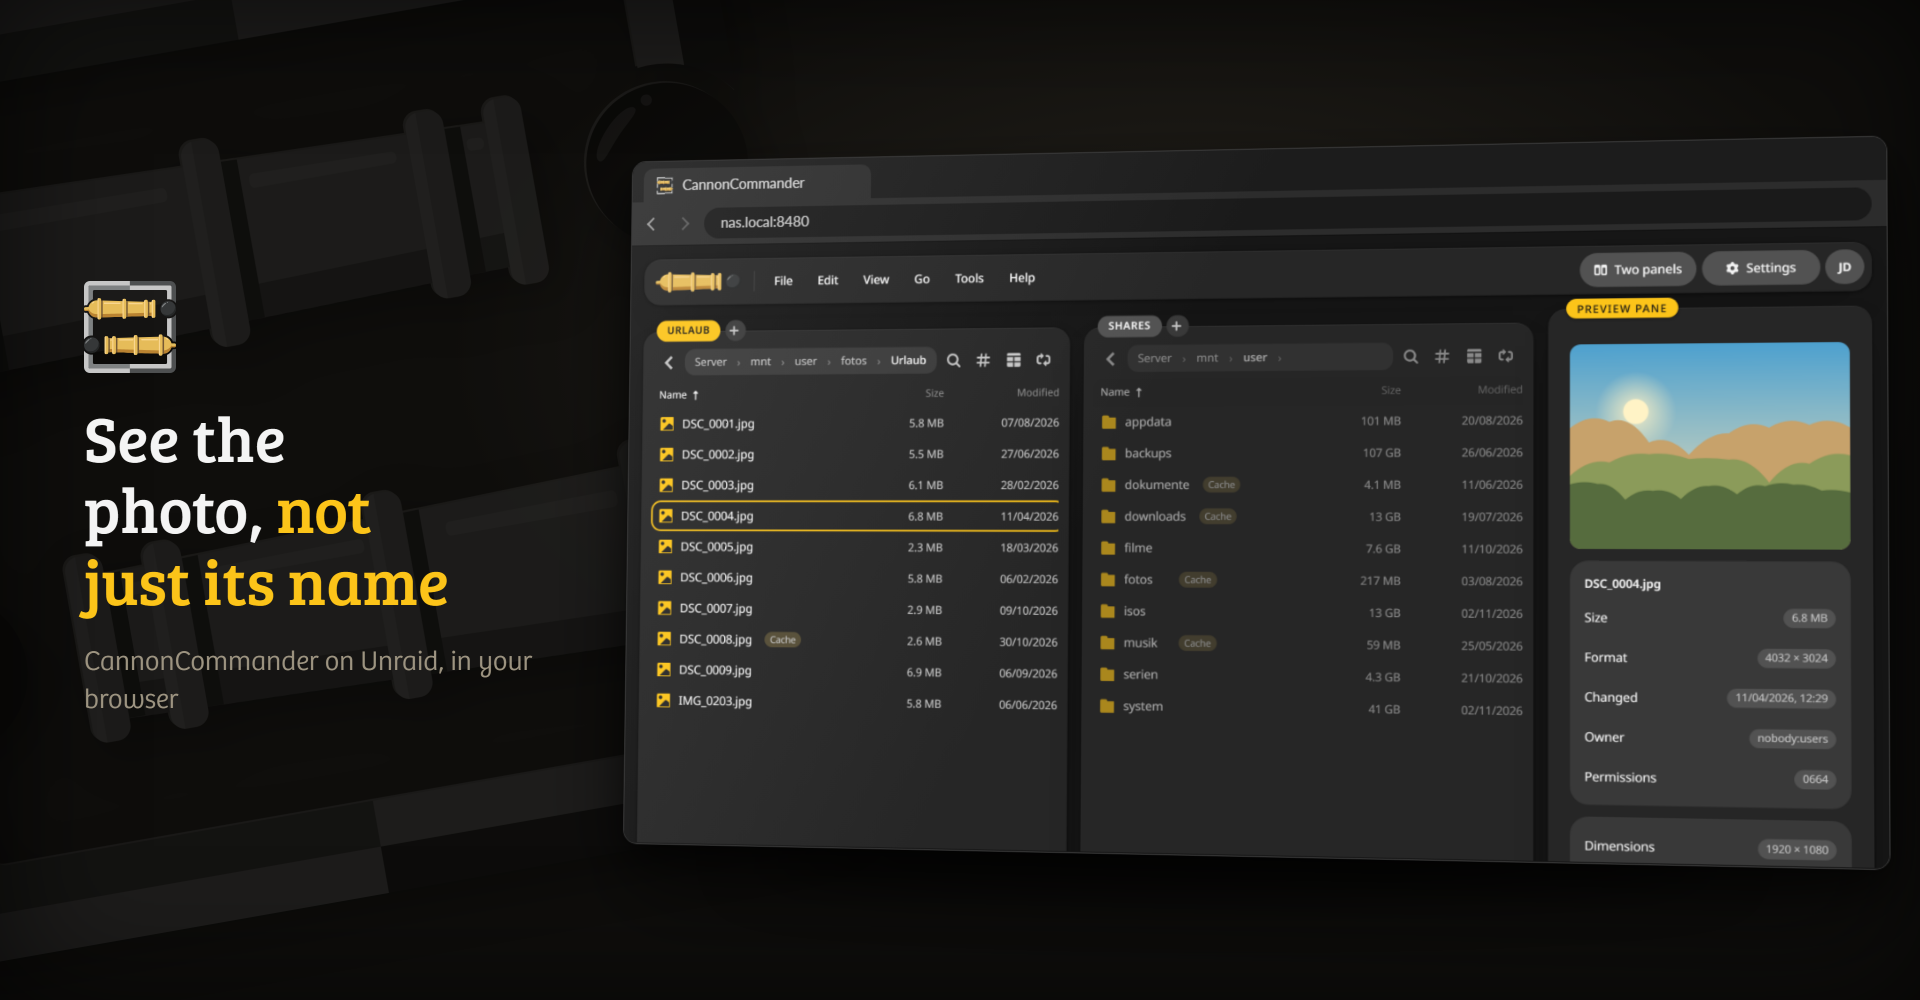 See the
photo, not
just its name
CannonCommander on Unraid, in your
browser
CannonCommander
nas.local:8480
File Edit View Go Tools Help
Two panels Settings JD
URLAUB +
Server › mnt › user › fotos › Urlaub
Name ↑ Size Modified
DSC_0001.jpg 5.8 MB 07/08/2026
DSC_0002.jpg 5.5 MB 27/06/2026
DSC_0003.jpg 6.1 MB 28/02/2026
DSC_0004.jpg 6.8 MB 11/04/2026
DSC_0005.jpg 2.3 MB 18/03/2026
DSC_0006.jpg 5.8 MB 06/02/2026
DSC_0007.jpg 2.9 MB 09/10/2026
DSC_0008.jpg Cache 2.6 MB 30/10/2026
DSC_0009.jpg 6.9 MB 06/09/2026
IMG_0203.jpg 5.8 MB 06/06/2026
SHARES +
Server › mnt › user ›
Name ↑ Size Modified
appdata 101 MB 20/08/2026
backups 107 GB 26/06/2026
dokumente Cache 4.1 MB 11/06/2026
downloads Cache 13 GB 19/07/2026
filme 7.6 GB 11/10/2026
fotos Cache 217 MB 03/08/2026
isos 13 GB 02/11/2026
musik Cache 59 MB 25/05/2026
serien 4.3 GB 21/10/2026
system 41 GB 02/11/2026
PREVIEW PANE
DSC_0004.jpg
Size 6.8 MB
Format 4032 × 3024
Changed 11/04/2026, 12:29
Owner nobody:users
Permissions 0664
Dimensions 1920 × 1080